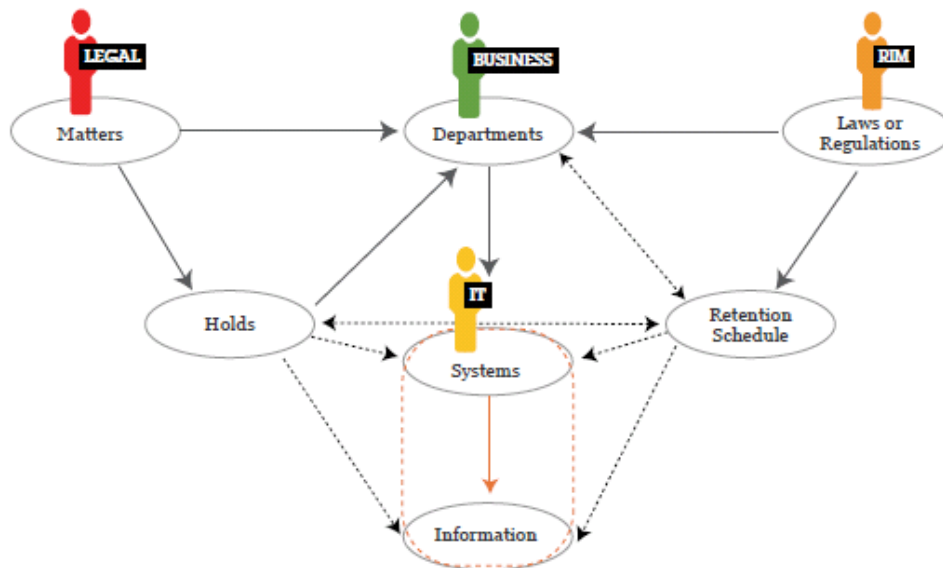 LEGAL
BUSINESS
RIM
Matters
Departments
Laws or
Regulations
IT
Holds
Retention
Schedule
Systems
Information